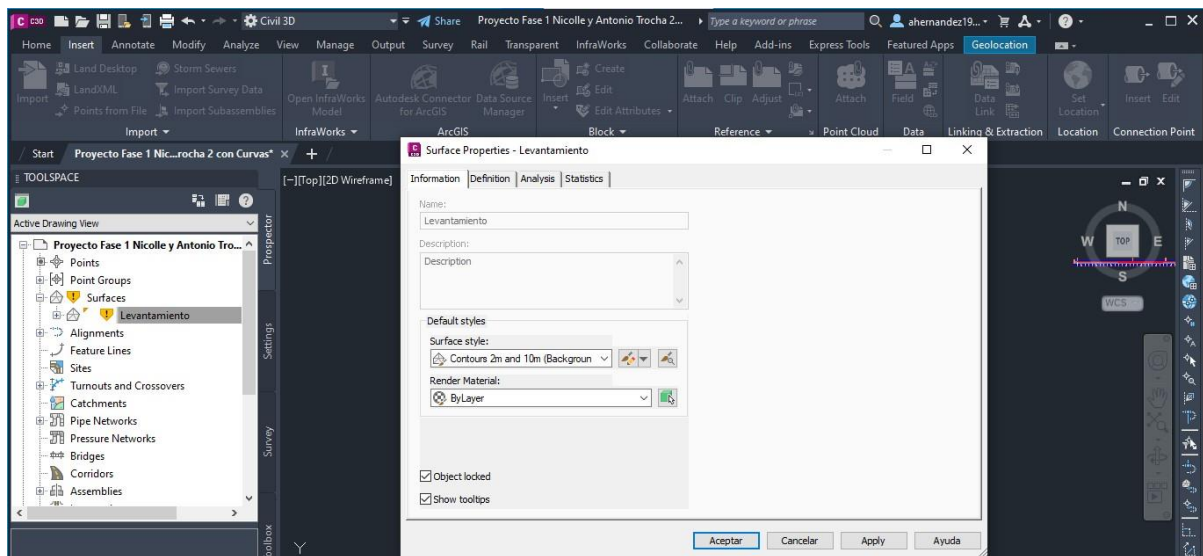 C C3D Civil 3D Share Proyecto Fase 1 Nicolle y Antonio Trocha 2... Type a keyword or phrase ahernandez19...
Home Insert Annotate Modify Analyze View Manage Output Survey Rail Transparent InfraWorks Collaborate Help Add-ins Express Tools Featured Apps Geolocation
Land Desktop Storm Sewers
Import LandXML Import Survey Data
Points from File Import Subassemblies
Open InfraWorks Model
Autodesk Connector for ArcGIS
Data Source Manager
Insert Create
Edit
Edit Attributes
Attach Clip Adjust
Attach
Field
Data Link
Set Location
Insert Edit
Import InfraWorks ArcGIS Block Reference Point Cloud Data Linking & Extraction Location Connection Point
Start Proyecto Fase 1 Nic...rocha 2 con Curvas*
TOOLSPACE
Active Drawing View
Proyecto Fase 1 Nicolle y Antonio Tro...
Points
Point Groups
Surfaces
Levantamiento
Alignments
Feature Lines
Sites
Turnouts and Crossovers
Catchments
Pipe Networks
Pressure Networks
Bridges
Corridors
Assemblies
Prospector
Settings
Survey
oolbox
[-][Top][2D Wireframe]
Surface Properties - Levantamiento
Information Definition Analysis Statistics
Name:
Levantamiento
Description:
Description
Default styles
Surface style:
Contours 2m and 10m (Backgroun
Render Material:
ByLayer
Object locked
Show tooltips
Aceptar Cancelar Apply Ayuda
N
W TOP E
S
WCS
Y